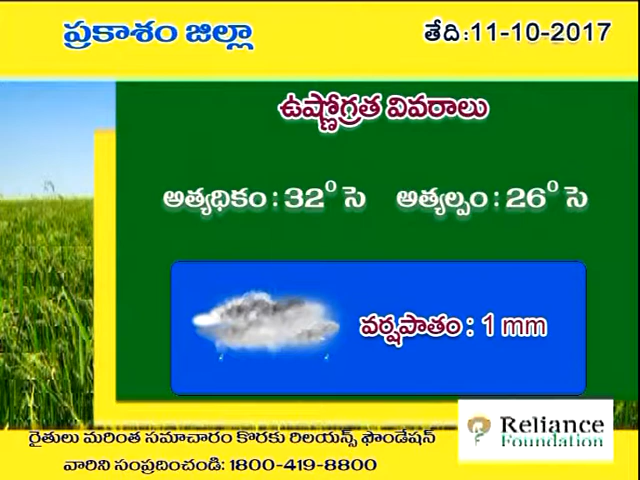 ప్రకాశం జిల్లా
తేది:11-10-2017
ఉష్ణోగ్రత వివరాలు
అత్యధికం : 32° సె అత్యల్పం : 26° సె
వర్షపాతం : 1 mm
రైతులు మరింత సమాచారం కొరకు రిలయన్స్ ఫౌండేషన్
వారిని సంప్రదించండి: 1800-419-8800
Reliance
Foundation